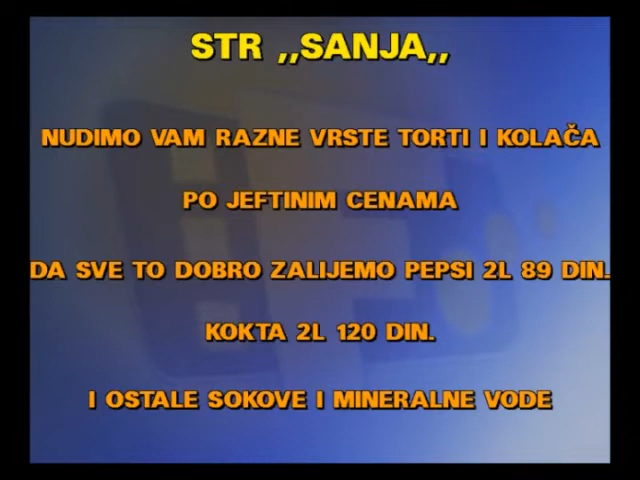 STR ,,SANJA,,
NUDIMO VAM RAZNE VRSTE TORTI I KOLAČA
PO JEFTINIM CENAMA
DA SVE TO DOBRO ZALIJEMO PEPSI 2L 89 DIN.
KOKTA 2L 120 DIN.
I OSTALE SOKOVE I MINERALNE VODE